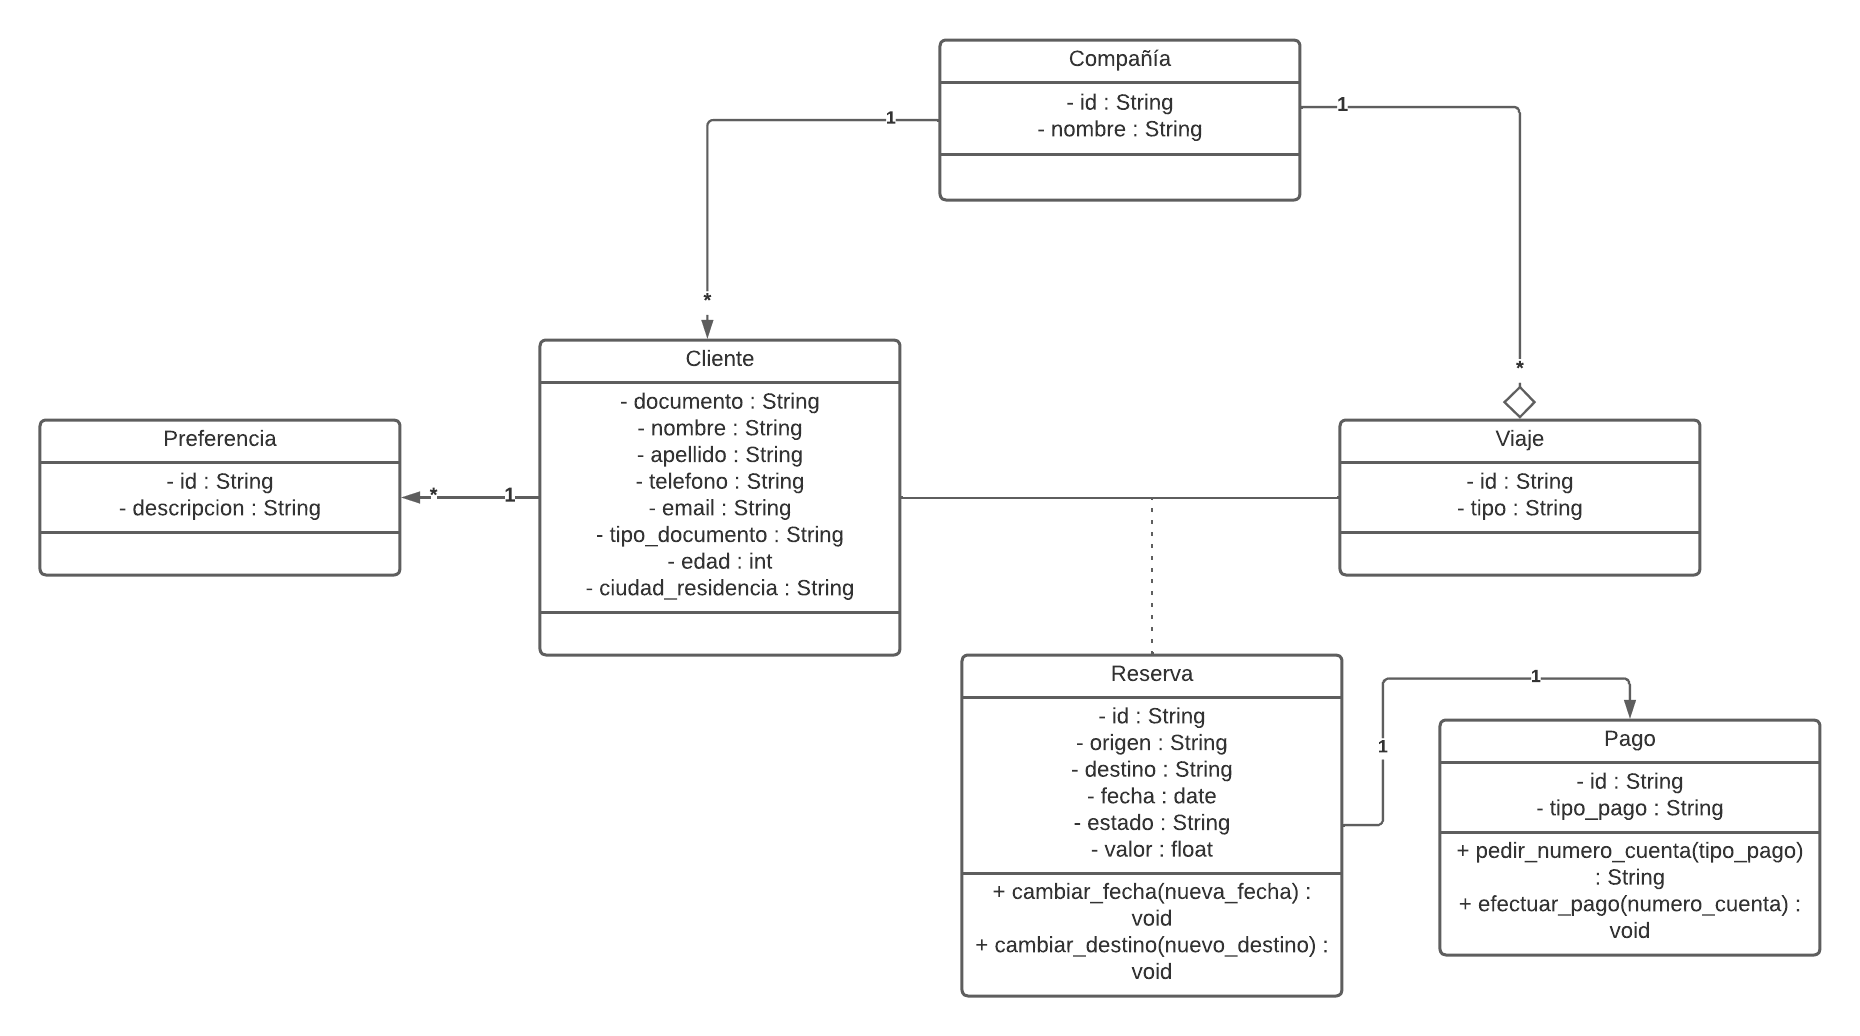 Compañía
- id : String
- nombre : String
1
1
*
*
Cliente
- documento : String
- nombre : String
- apellido : String
- telefono : String
- email : String
- tipo_documento : String
- edad : int
- ciudad_residencia : String
Preferencia
- id : String
- descripcion : String
*
1
Viaje
- id : String
- tipo : String
Reserva
- id : String
- origen : String
- destino : String
- fecha : date
- estado : String
- valor : float
+ cambiar_fecha(nueva_fecha) :
void
+ cambiar_destino(nuevo_destino) :
void
1
1
Pago
- id : String
- tipo_pago : String
+ pedir_numero_cuenta(tipo_pago)
: String
+ efectuar_pago(numero_cuenta) :
void